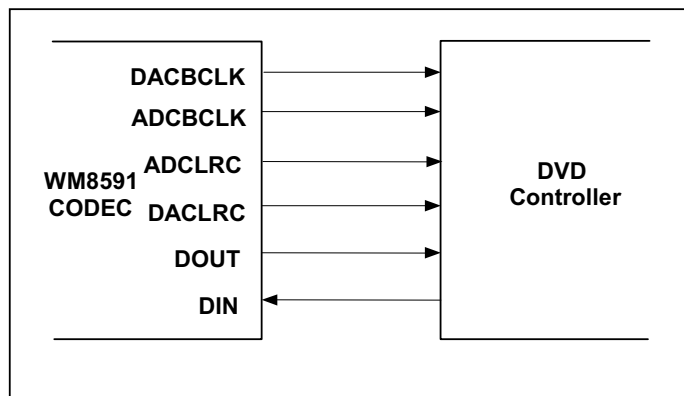 DACBCLK
ADCBCLK
ADCLRC
WM8591
CODEC
DACLRC
DOUT
DIN
DVD
Controller